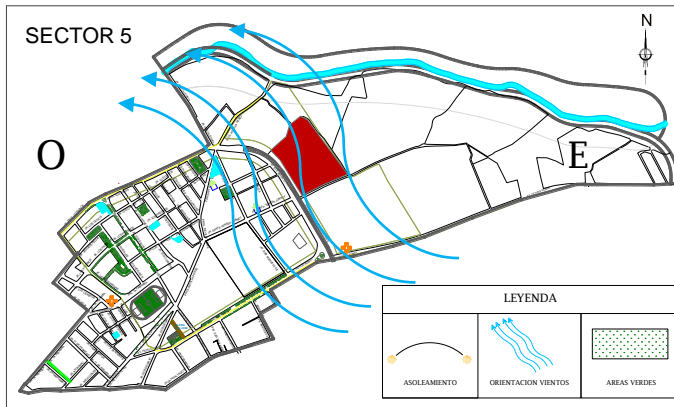 SECTOR 5
N
O
E
LEYENDA
ASOLEAMIENTO
ORIENTACION VIENTOS
AREAS VERDES